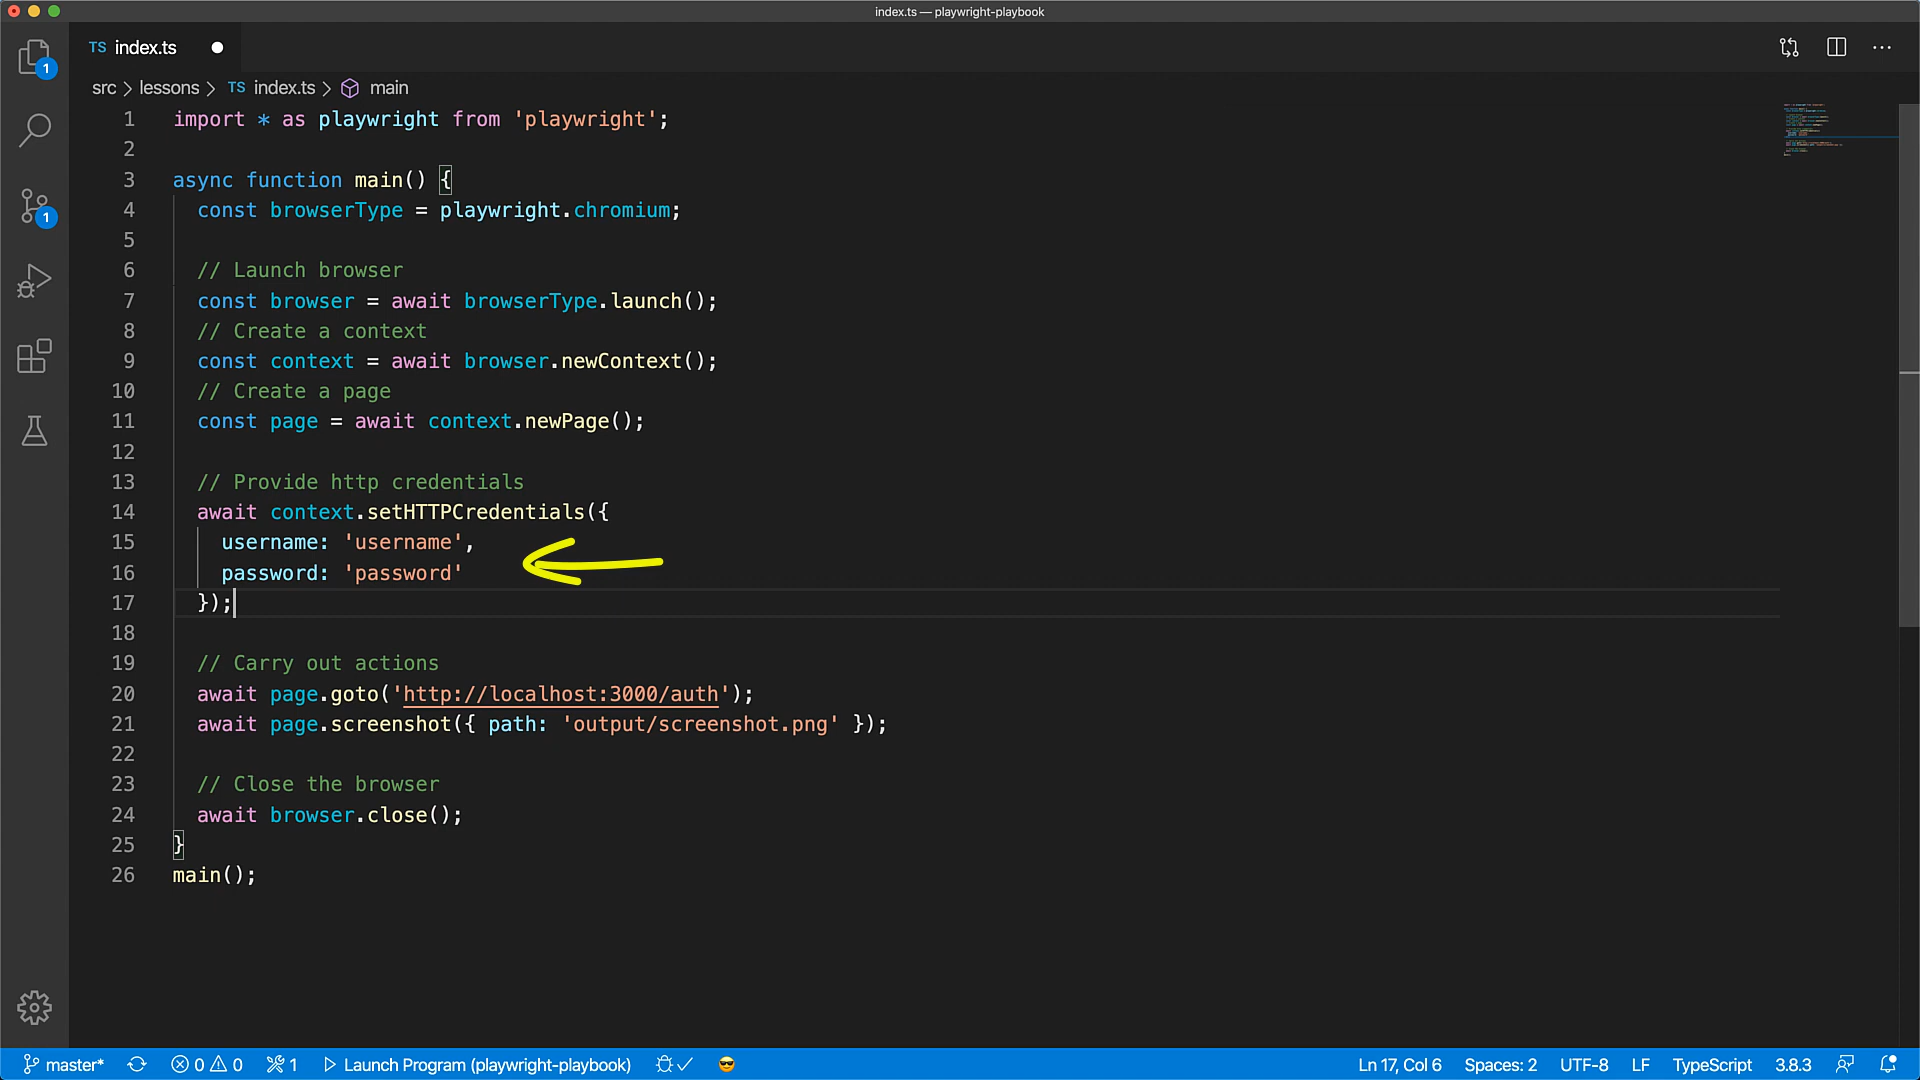 index.ts — playwright-playbook
TS index.ts
src > lessons > TS index.ts > main
1 import * as playwright from 'playwright';
2
3 async function main() {
4 const browserType = playwright.chromium;
5
6 // Launch browser
7 const browser = await browserType.launch();
8 // Create a context
9 const context = await browser.newContext();
10 // Create a page
11 const page = await context.newPage();
12
13 // Provide http credentials
14 await context.setHTTPCredentials({
15 username: 'username',
16 password: 'password'
17 });
18
19 // Carry out actions
20 await page.goto('http://localhost:3000/auth');
21 await page.screenshot({ path: 'output/screenshot.png' });
22
23 // Close the browser
24 await browser.close();
25 }
26 main();
1
1
master* 0 0 1 Launch Program (playwright-playbook) Ln 17, Col 6 Spaces: 2 UTF-8 LF TypeScript 3.8.3